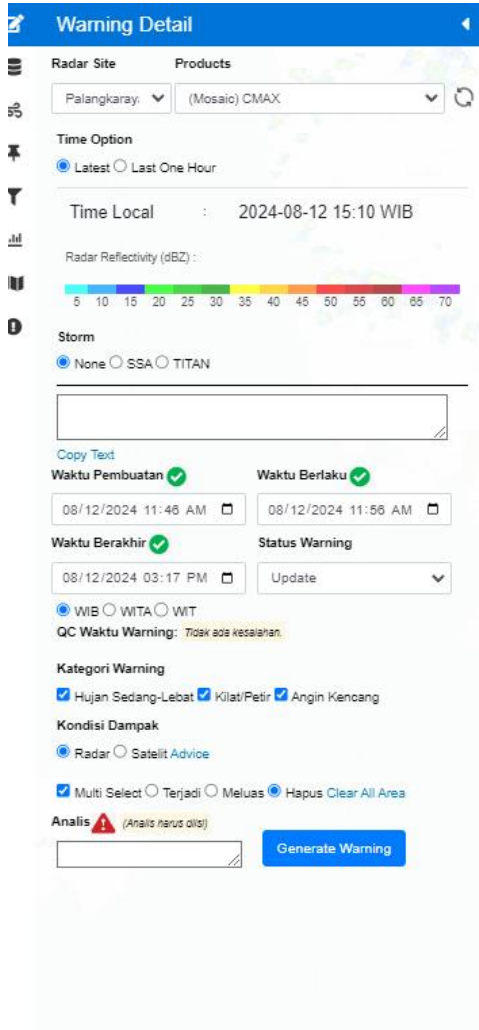 Warning Detail
Radar Site Products
Palangkaraya (Mosaic) CMAX
Time Option
Latest Last One Hour
Time Local : 2024-08-12 15:10 WIB
Radar Reflectivity (dBZ) :
5 10 15 20 25 30 35 40 45 50 55 60 65 70
Storm
None SSA TITAN
Copy Text
Waktu Pembuatan Waktu Berlaku
08/12/2024 11:46 AM 08/12/2024 11:56 AM
Waktu Berakhir Status Warning
08/12/2024 03:17 PM Update
WIB WITA WIT
QC Waktu Warning: Tidak ada kesalahan.
Kategori Warning
Hujan Sedang-Lebat Kilat/Petir Angin Kencang
Kondisi Dampak
Radar Satelit Advice
Multi Select Terjadi Meluas Hapus Clear All Area
Analis (Analis harus diisi)
Generate Warning